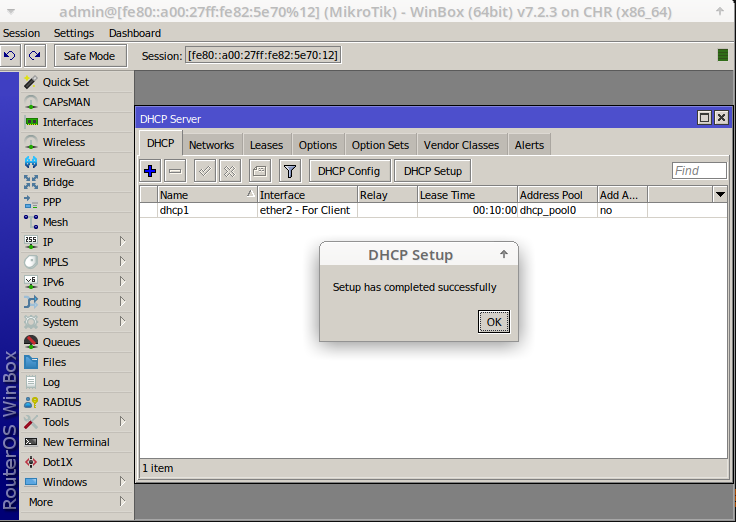 admin@[fe80::a00:27ff:fe82:5e70%12] (MikroTik) - WinBox (64bit) v7.2.3 on CHR (x86_64)
Session Settings Dashboard
Safe Mode Session: [fe80::a00:27ff:fe82:5e70:12]
RouterOS WinBox
Quick Set
CAPsMAN
Interfaces
Wireless
WireGuard
Bridge
PPP
Mesh
255 IP
MPLS
v6 IPv6
Routing
System
Queues
Files
Log
RADIUS
Tools
New Terminal
Dot1X
Windows
More
DHCP Server
DHCP Networks Leases Options Option Sets Vendor Classes Alerts
DHCP Config DHCP Setup Find
Name Interface Relay Lease Time Address Pool Add A...
dhcp1 ether2 - For Client 00:10:00 dhcp_pool0 no
DHCP Setup
Setup has completed successfully
OK
1 item